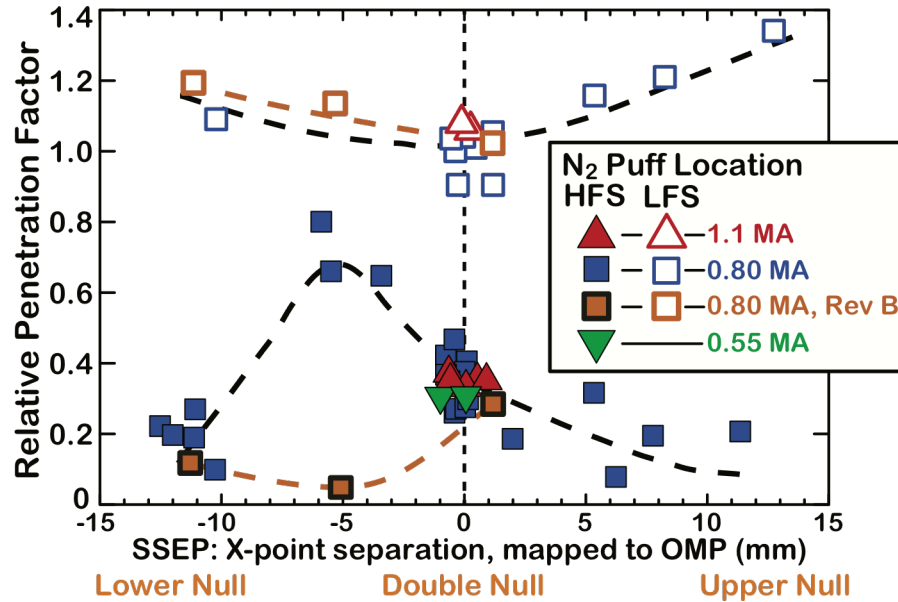 Relative Penetration Factor
1.4
1.2
1.0
0.8
0.6
0.4
0.2
0
-15
-10
-5
0
5
10
15
SSEP: X-point separation, mapped to OMP (mm)
Lower Null
Double Null
Upper Null
N₂ Puff Location
HFS LFS
1.1 MA
0.80 MA
0.80 MA, Rev B
0.55 MA